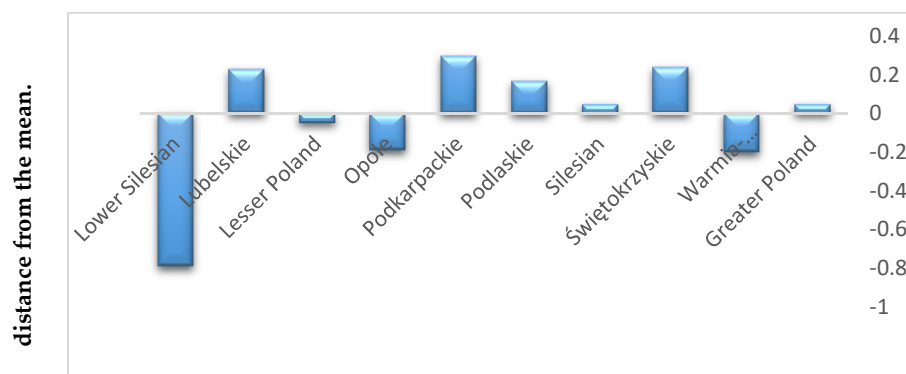 distance from the mean.
0.4
0.2
0
-0.2
-0.4
-0.6
-0.8
-1
Lower Silesian
Lubelskie
Lesser Poland
Opole
Podkarpackie
Podlaskie
Silesian
Świętokrzyskie
Warmia-...
Greater Poland